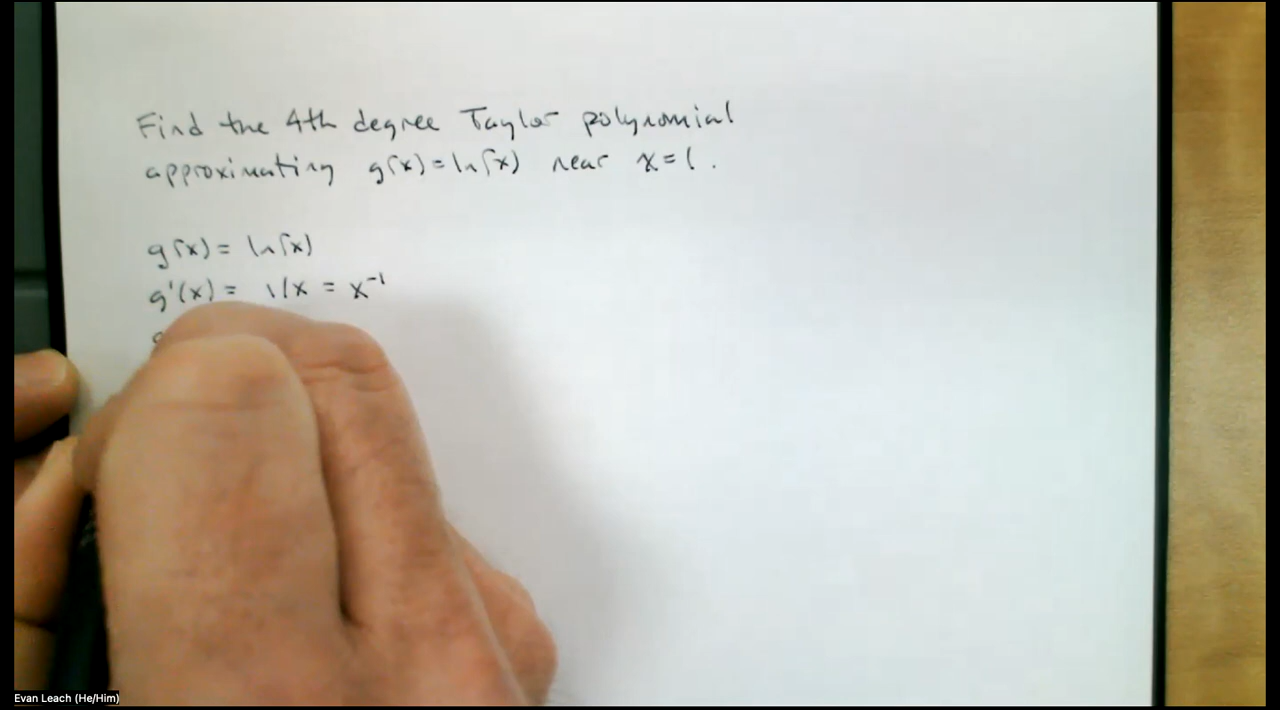 Find the 4th degree Taylor polynomial
approximating g(x) = ln(x) near x=1.
g(x) = ln(x)
g'(x) = 1/x = x⁻¹
Evan Leach (He/Him)